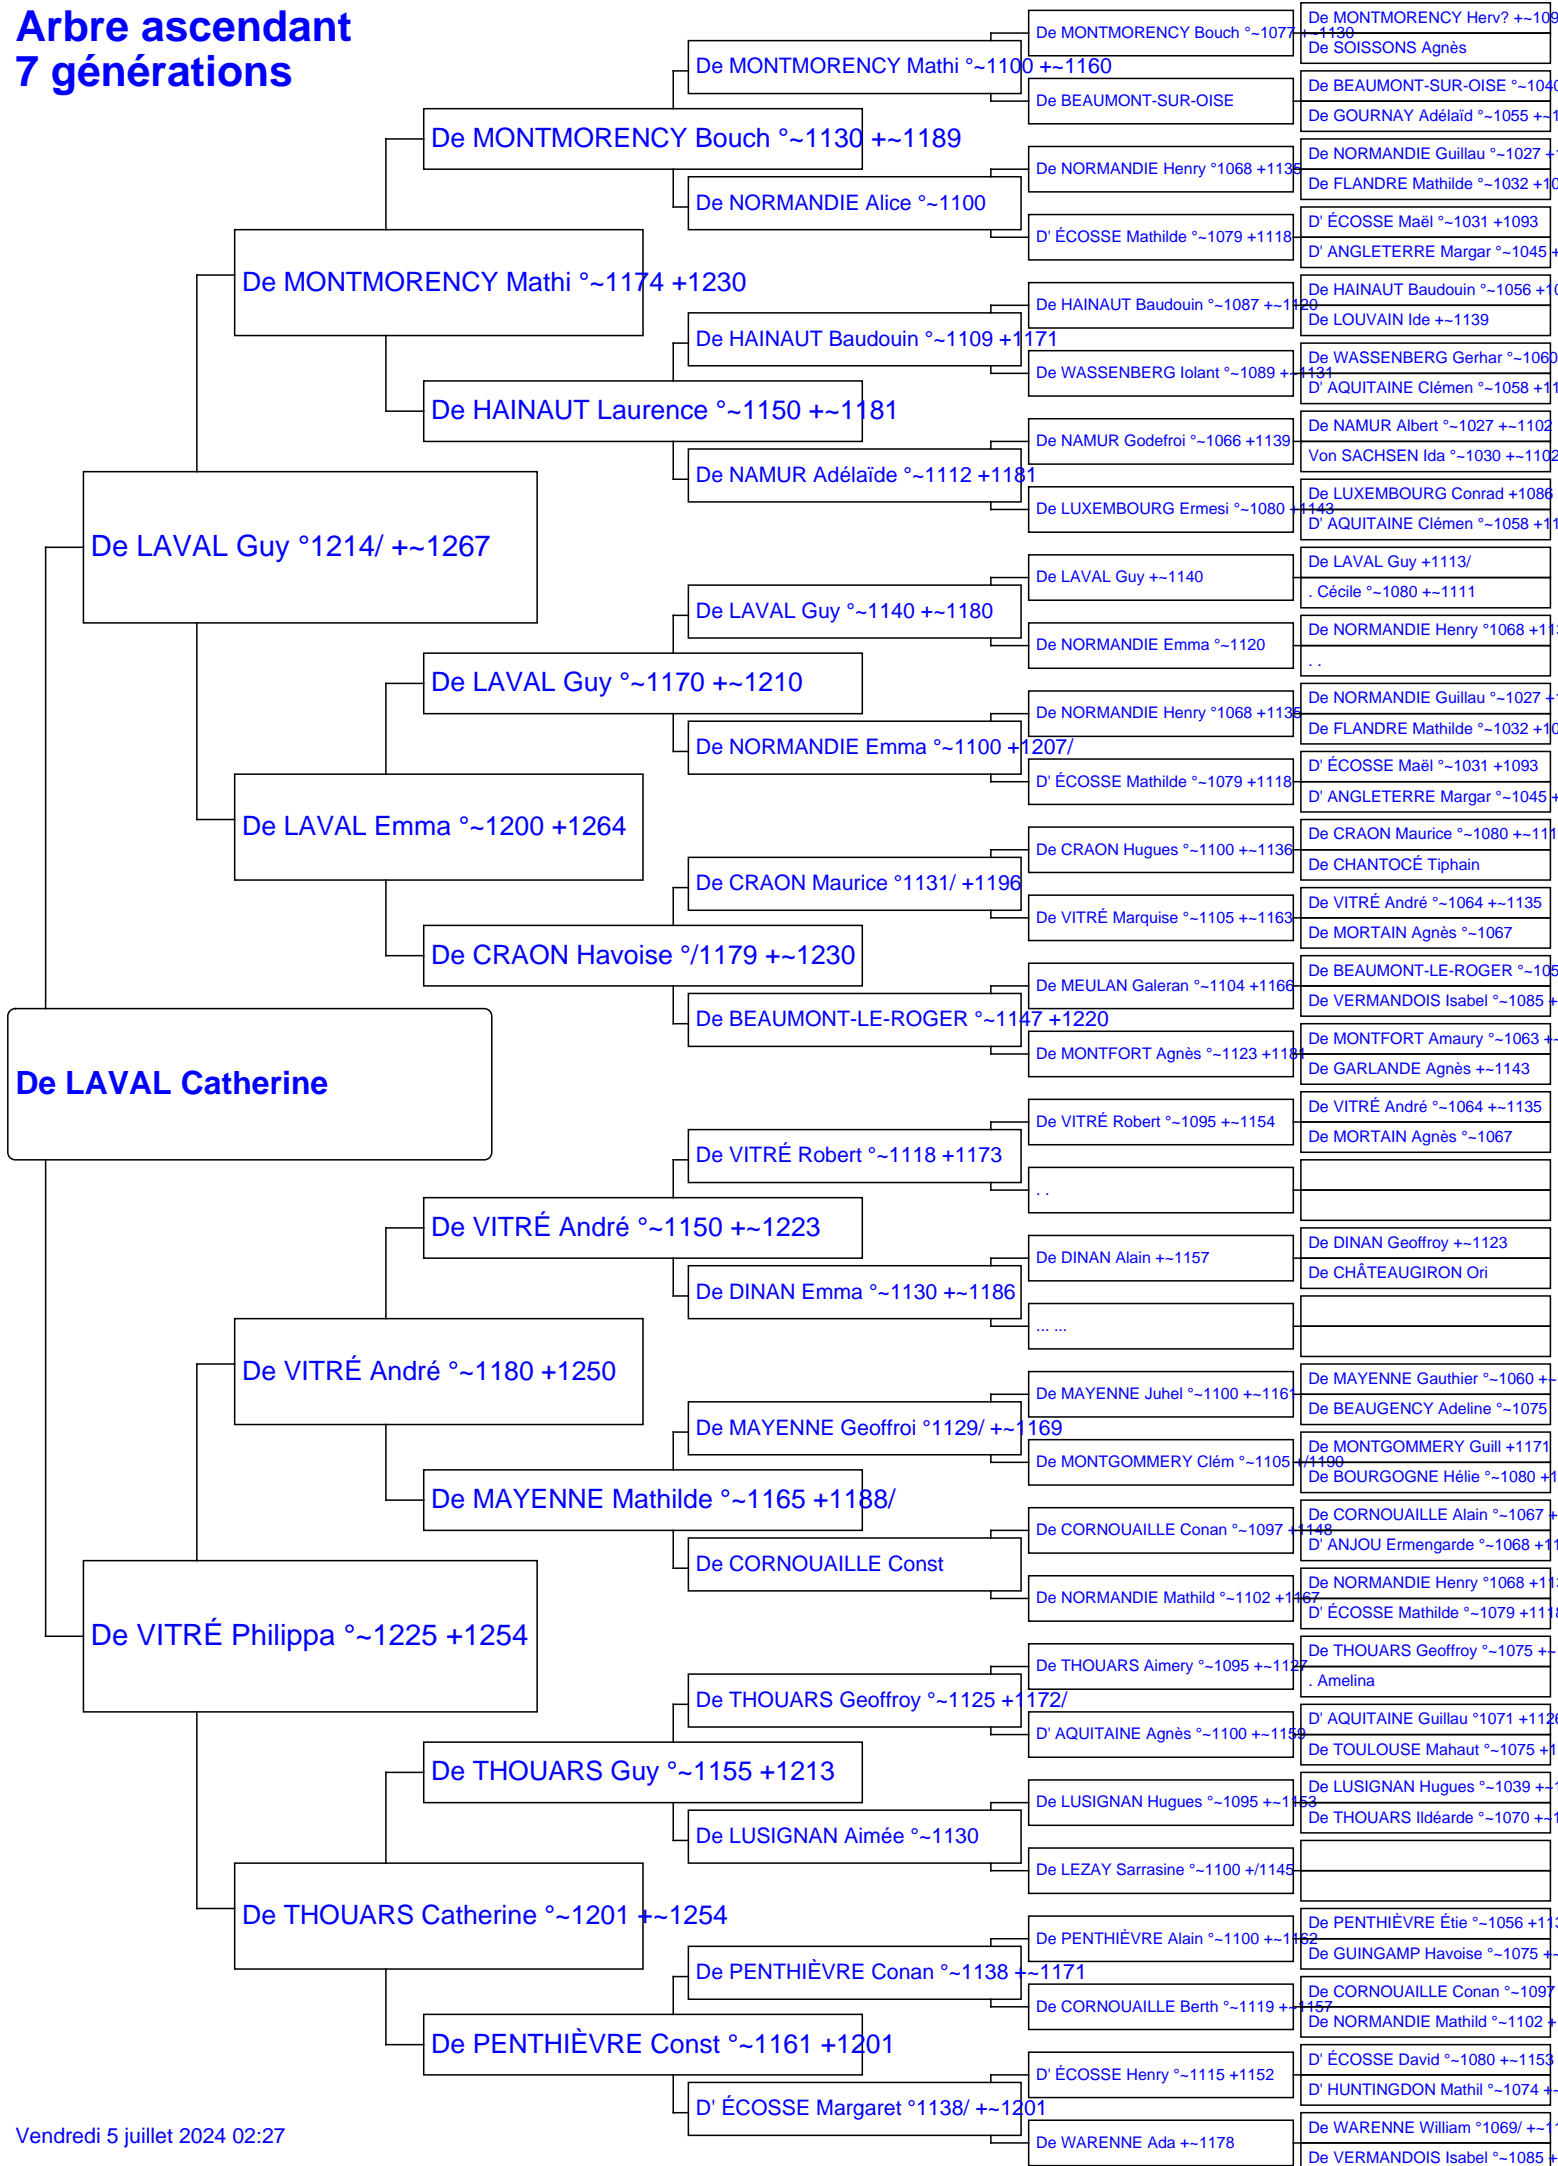 Arbre ascendant
7 générations
De LAVAL Catherine
De LAVAL Guy °1214/ +~1267
De VITRÉ Philippa °~1225 +1254
De MONTMORENCY Mathi °~1174 +1230
De LAVAL Emma °~1200 +1264
De VITRÉ André °~1180 +1250
De THOUARS Catherine °~1201 +~1254
De MONTMORENCY Bouch °~1130 +~1189
De HAINAUT Laurence °~1150 +~1181
De LAVAL Guy °~1170 +~1210
De CRAON Havoise °/1179 +~1230
De VITRÉ André °~1150 +~1223
De MAYENNE Mathilde °~1165 +1188/
De THOUARS Guy °~1155 +1213
De PENTHIÈVRE Const °~1161 +1201
De MONTMORENCY Mathi °~1100 +~1160
De NORMANDIE Alice °~1100
De HAINAUT Baudouin °~1109 +1171
De NAMUR Adélaïde °~1112 +1181
De LAVAL Guy °~1140 +~1180
De NORMANDIE Emma °~1100 +1207/
De CRAON Maurice °1131/ +1196
De BEAUMONT-LE-ROGER °~1147 +1220
De VITRÉ Robert °~1118 +1173
De DINAN Emma °~1130 +~1186
De MAYENNE Geoffroi °1129/ +~1169
De CORNOUAILLE Const
De THOUARS Geoffroy °~1125 +1172/
De LUSIGNAN Aimée °~1130
De PENTHIÈVRE Conan °~1138 +~1171
D' ÉCOSSE Margaret °1138/ +~1201
De MONTMORENCY Bouch °~1077 +~1130
De BEAUMONT-SUR-OISE
De NORMANDIE Henry °1068 +1135
D' ÉCOSSE Mathilde °~1079 +1118
De HAINAUT Baudouin °~1087 +~1120
De WASSENBERG Iolant °~1089 +~1131
De NAMUR Godefroi °~1066 +1139
De LUXEMBOURG Ermesi °~1080 +1143
De LAVAL Guy +~1140
De NORMANDIE Emma °~1120
De NORMANDIE Henry °1068 +1135
D' ÉCOSSE Mathilde °~1079 +1118
De CRAON Hugues °~1100 +~1136
De VITRÉ Marquise °~1105 +~1163
De MEULAN Galeran °~1104 +1166
De MONTFORT Agnès °~1123 +1181
De VITRÉ Robert °~1095 +~1154
. .
De DINAN Alain +~1157
... ...
De MAYENNE Juhel °~1100 +~1161
De MONTGOMMERY Clém °~1105 +/1190
De CORNOUAILLE Conan °~1097 +1148
De NORMANDIE Mathild °~1102 +1167
De THOUARS Aimery °~1095 +~1127
D' AQUITAINE Agnès °~1100 +~1159
De LUSIGNAN Hugues °~1095 +~1153
De LEZAY Sarrasine °~1100 +/1145
De PENTHIÈVRE Alain °~1100 +~1162
De CORNOUAILLE Berth °~1119 +~1157
D' ÉCOSSE Henry °~1115 +1152
De WARENNE Ada +~1178
De MONTMORENCY Herv? +~109
De SOISSONS Agnès
De BEAUMONT-SUR-OISE °~1040
De GOURNAY Adélaïd °~1055 +~1
De NORMANDIE Guillau °~1027 +1
De FLANDRE Mathilde °~1032 +10
D' ÉCOSSE Maël °~1031 +1093
D' ANGLETERRE Margar °~1045 +
De HAINAUT Baudouin °~1056 +10
De LOUVAIN Ide +~1139
De WASSENBERG Gerhar °~1060
D' AQUITAINE Clémen °~1058 +11
De NAMUR Albert °~1027 +~1102
Von SACHSEN Ida °~1030 +~1102
De LUXEMBOURG Conrad +1086
D' AQUITAINE Clémen °~1058 +11
De LAVAL Guy +1113/
. Cécile °~1080 +~1111
De NORMANDIE Henry °1068 +113
. .
De NORMANDIE Guillau °~1027 +1
De FLANDRE Mathilde °~1032 +10
D' ÉCOSSE Maël °~1031 +1093
D' ANGLETERRE Margar °~1045 +
De CRAON Maurice °~1080 +~111
De CHANTOCÉ Tiphain
De VITRÉ André °~1064 +~1135
De MORTAIN Agnès °~1067
De BEAUMONT-LE-ROGER °~105
De VERMANDOIS Isabel °~1085 +
De MONTFORT Amaury °~1063 +~
De GARLANDE Agnès +~1143
De VITRÉ André °~1064 +~1135
De MORTAIN Agnès °~1067
De DINAN Geoffroy +~1123
De CHÂTEAUGIRON Ori
De MAYENNE Gauthier °~1060 +~
De BEAUGENCY Adeline °~1075
De MONTGOMMERY Guill +1171
De BOURGOGNE Hélie °~1080 +1
De CORNOUAILLE Alain °~1067 +
D' ANJOU Ermengarde °~1068 +11
De NORMANDIE Henry °1068 +113
D' ÉCOSSE Mathilde °~1079 +1118
De THOUARS Geoffroy °~1075 +~
. Amelina
D' AQUITAINE Guillau °1071 +1126
De TOULOUSE Mahaut °~1075 +1
De LUSIGNAN Hugues °~1039 +~1
De THOUARS Ildéarde °~1070 +~1
De PENTHIÈVRE Étie °~1056 +113
De GUINGAMP Havoise °~1075 +~
De CORNOUAILLE Conan °~1097
De NORMANDIE Mathild °~1102 +
D' ÉCOSSE David °~1080 +~1153
D' HUNTINGDON Mathil °~1074 +~
De WARENNE William °1069/ +~1
De VERMANDOIS Isabel °~1085 +
Vendredi 5 juillet 2024 02:27